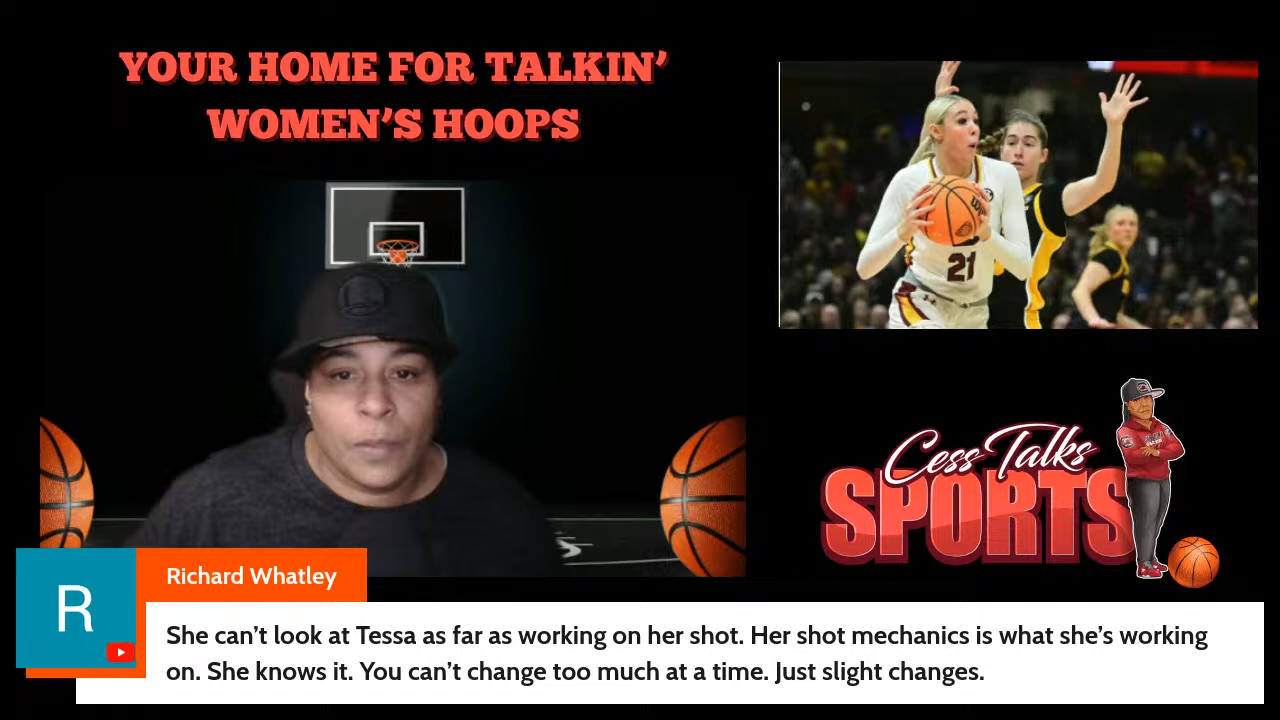 YOUR HOME FOR TALKIN’
WOMEN’S HOOPS
21
Cess Talks
SPORTS
R
Richard Whatley
She can’t look at Tessa as far as working on her shot. Her shot mechanics is what she’s working
on. She knows it. You can’t change too much at a time. Just slight changes.